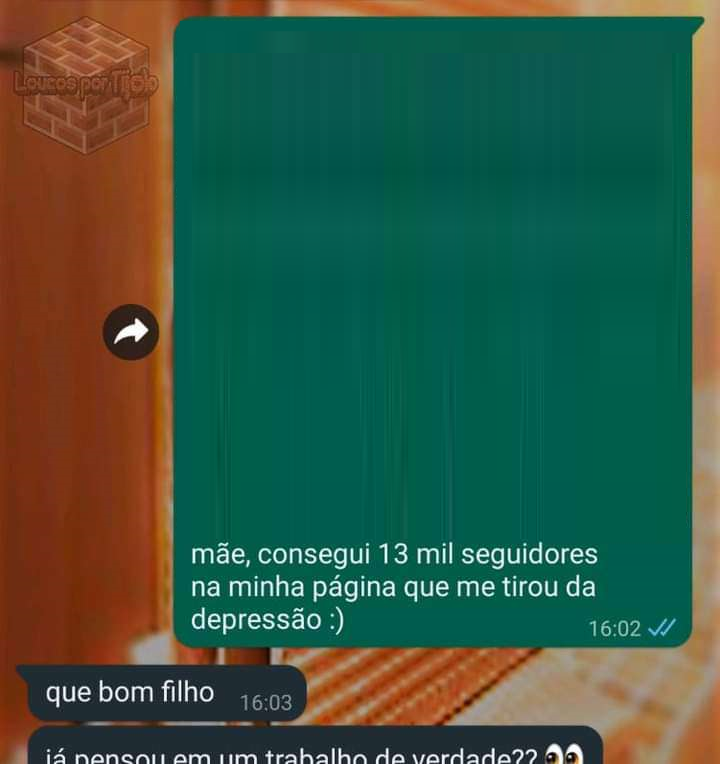 Loucos por Tijolo
mãe, consegui 13 mil seguidores
na minha página que me tirou da
depressão :)
16:02
que bom filho
16:03
já pensou em um trabalho de verdade?? 👀